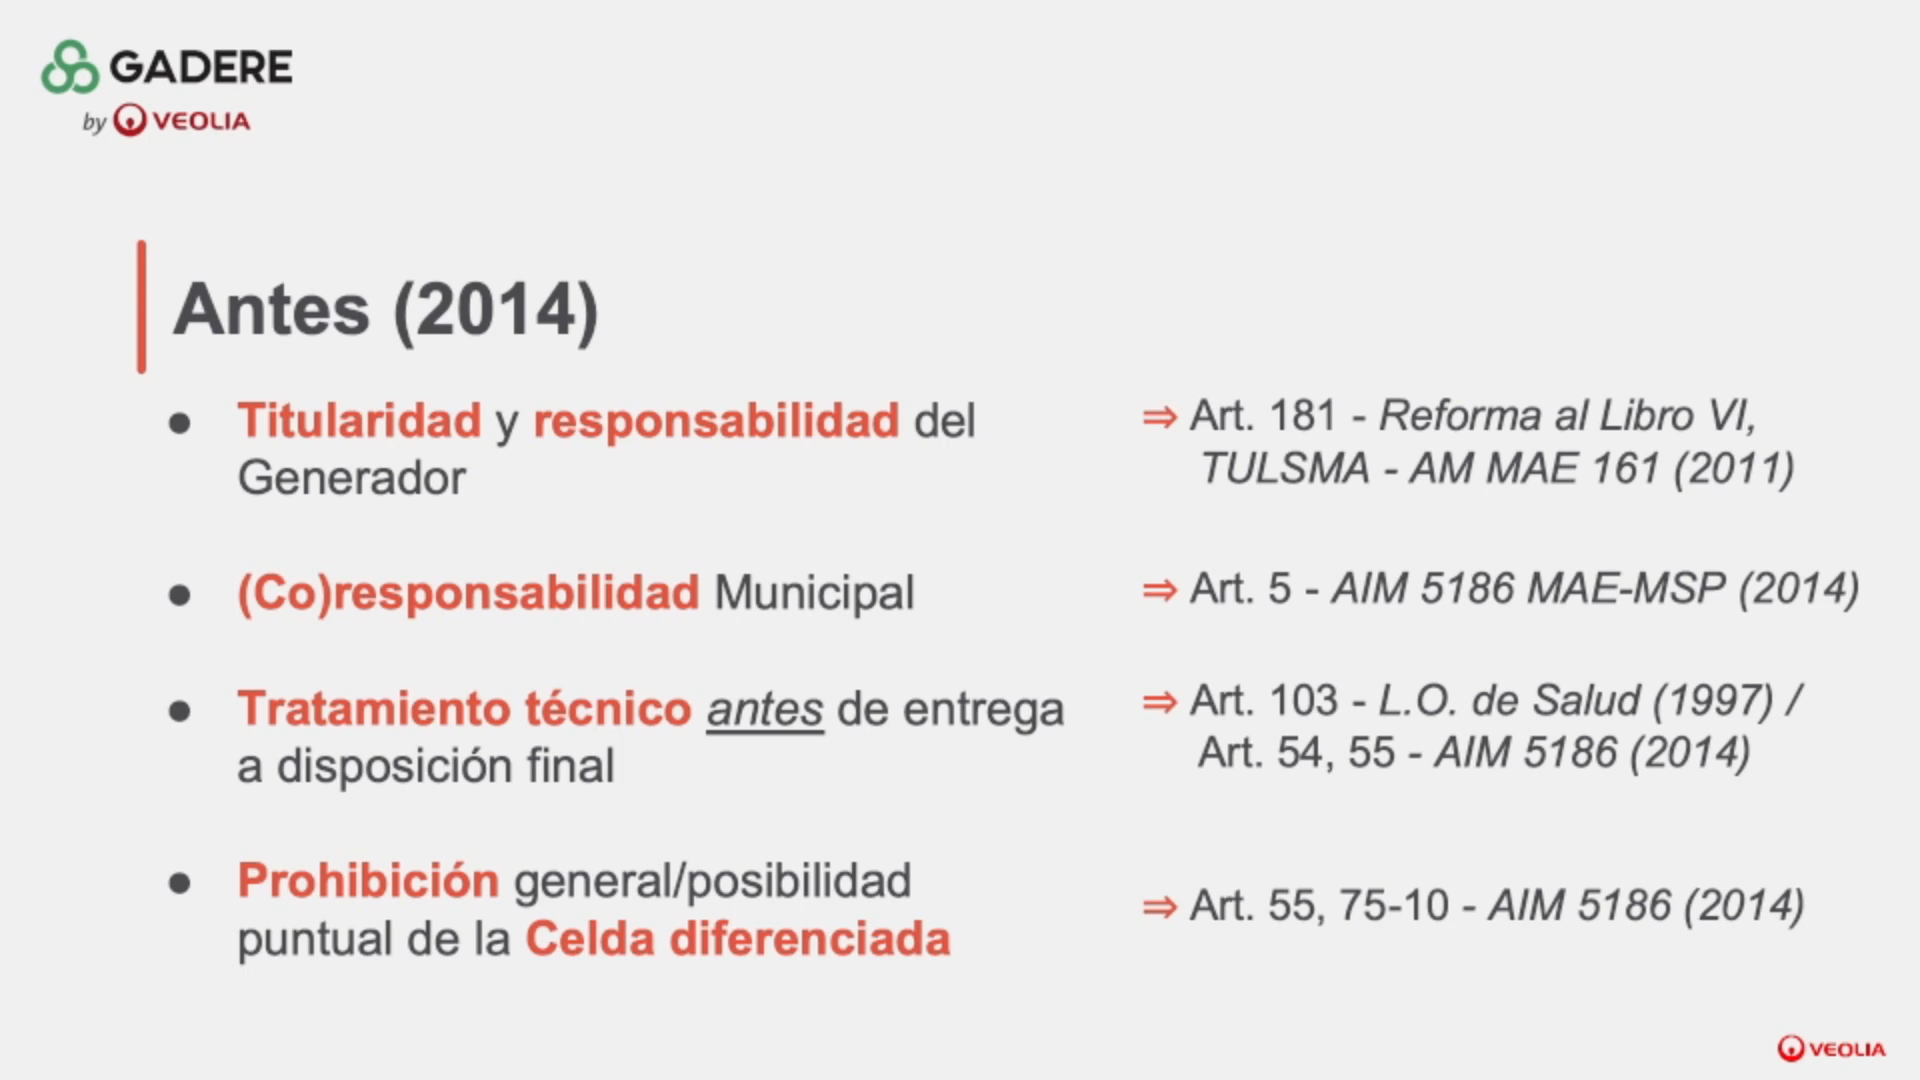 GADERE
by VEOLIA
Antes (2014)
● Titularidad y responsabilidad del
Generador
⇒ Art. 181 - Reforma al Libro VI,
TULSMA - AM MAE 161 (2011)
● (Co)responsabilidad Municipal
⇒ Art. 5 - AIM 5186 MAE-MSP (2014)
● Tratamiento técnico antes de entrega
a disposición final
⇒ Art. 103 - L.O. de Salud (1997) /
Art. 54, 55 - AIM 5186 (2014)
● Prohibición general/posibilidad
puntual de la Celda diferenciada
⇒ Art. 55, 75-10 - AIM 5186 (2014)
VEOLIA